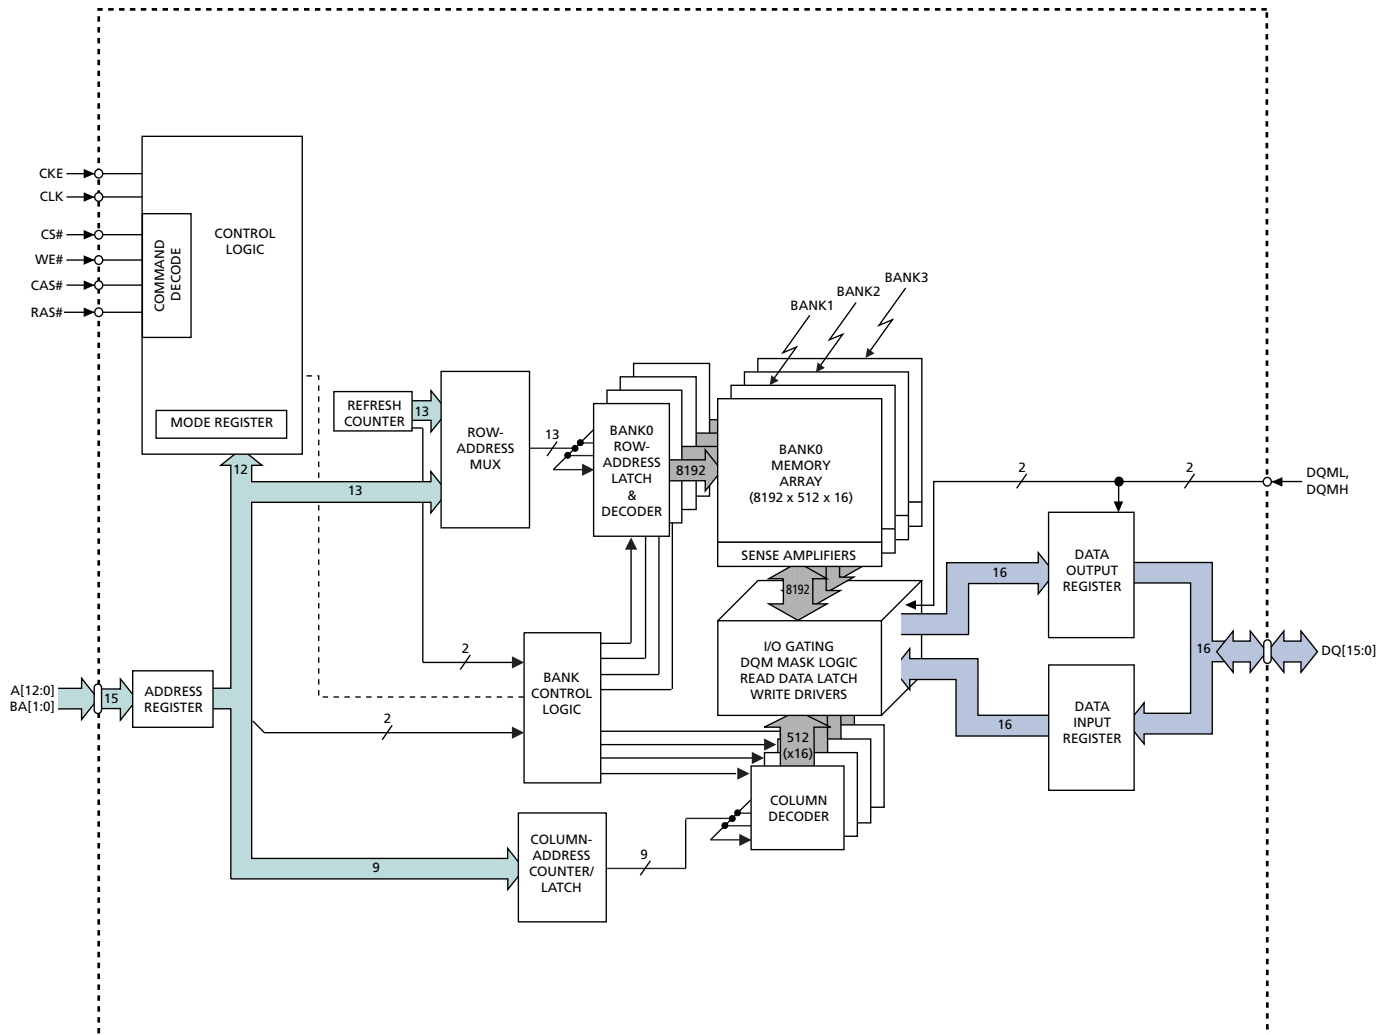 CKE
CLK
CS#
WE#
CAS#
RAS#
COMMAND
DECODE
CONTROL
LOGIC
MODE REGISTER
12
REFRESH
COUNTER
13
13
ROW-
ADDRESS
MUX
13
BANK0
ROW-
ADDRESS
LATCH
&
DECODER
8192
BANK1
BANK2
BANK3
BANK0
MEMORY
ARRAY
(8192 x 512 x 16)
SENSE AMPLIFIERS
8192
I/O GATING
DQM MASK LOGIC
READ DATA LATCH
WRITE DRIVERS
2
2
DQML,
DQMH
16
DATA
OUTPUT
REGISTER
16
DQ[15:0]
16
DATA
INPUT
REGISTER
A[12:0]
BA[1:0]
15
ADDRESS
REGISTER
2
2
BANK
CONTROL
LOGIC
512
(x16)
COLUMN
DECODER
9
COLUMN-
ADDRESS
COUNTER/
LATCH
9